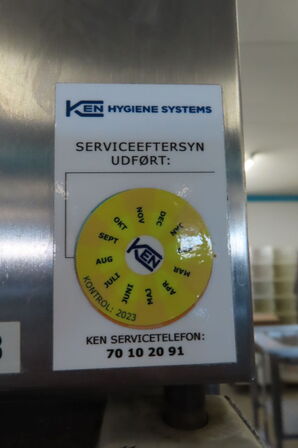 KEN HYGIENE SYSTEMS
SERVICEEFTERSYN
UDFØRT:
JAN
MAR
APR
MAJ
JUNI
JULI
AUG
SEPT
OKT
NOV
DEC
KEN
KONTROL: 2023
KEN SERVICETELEFON:
70 10 20 91